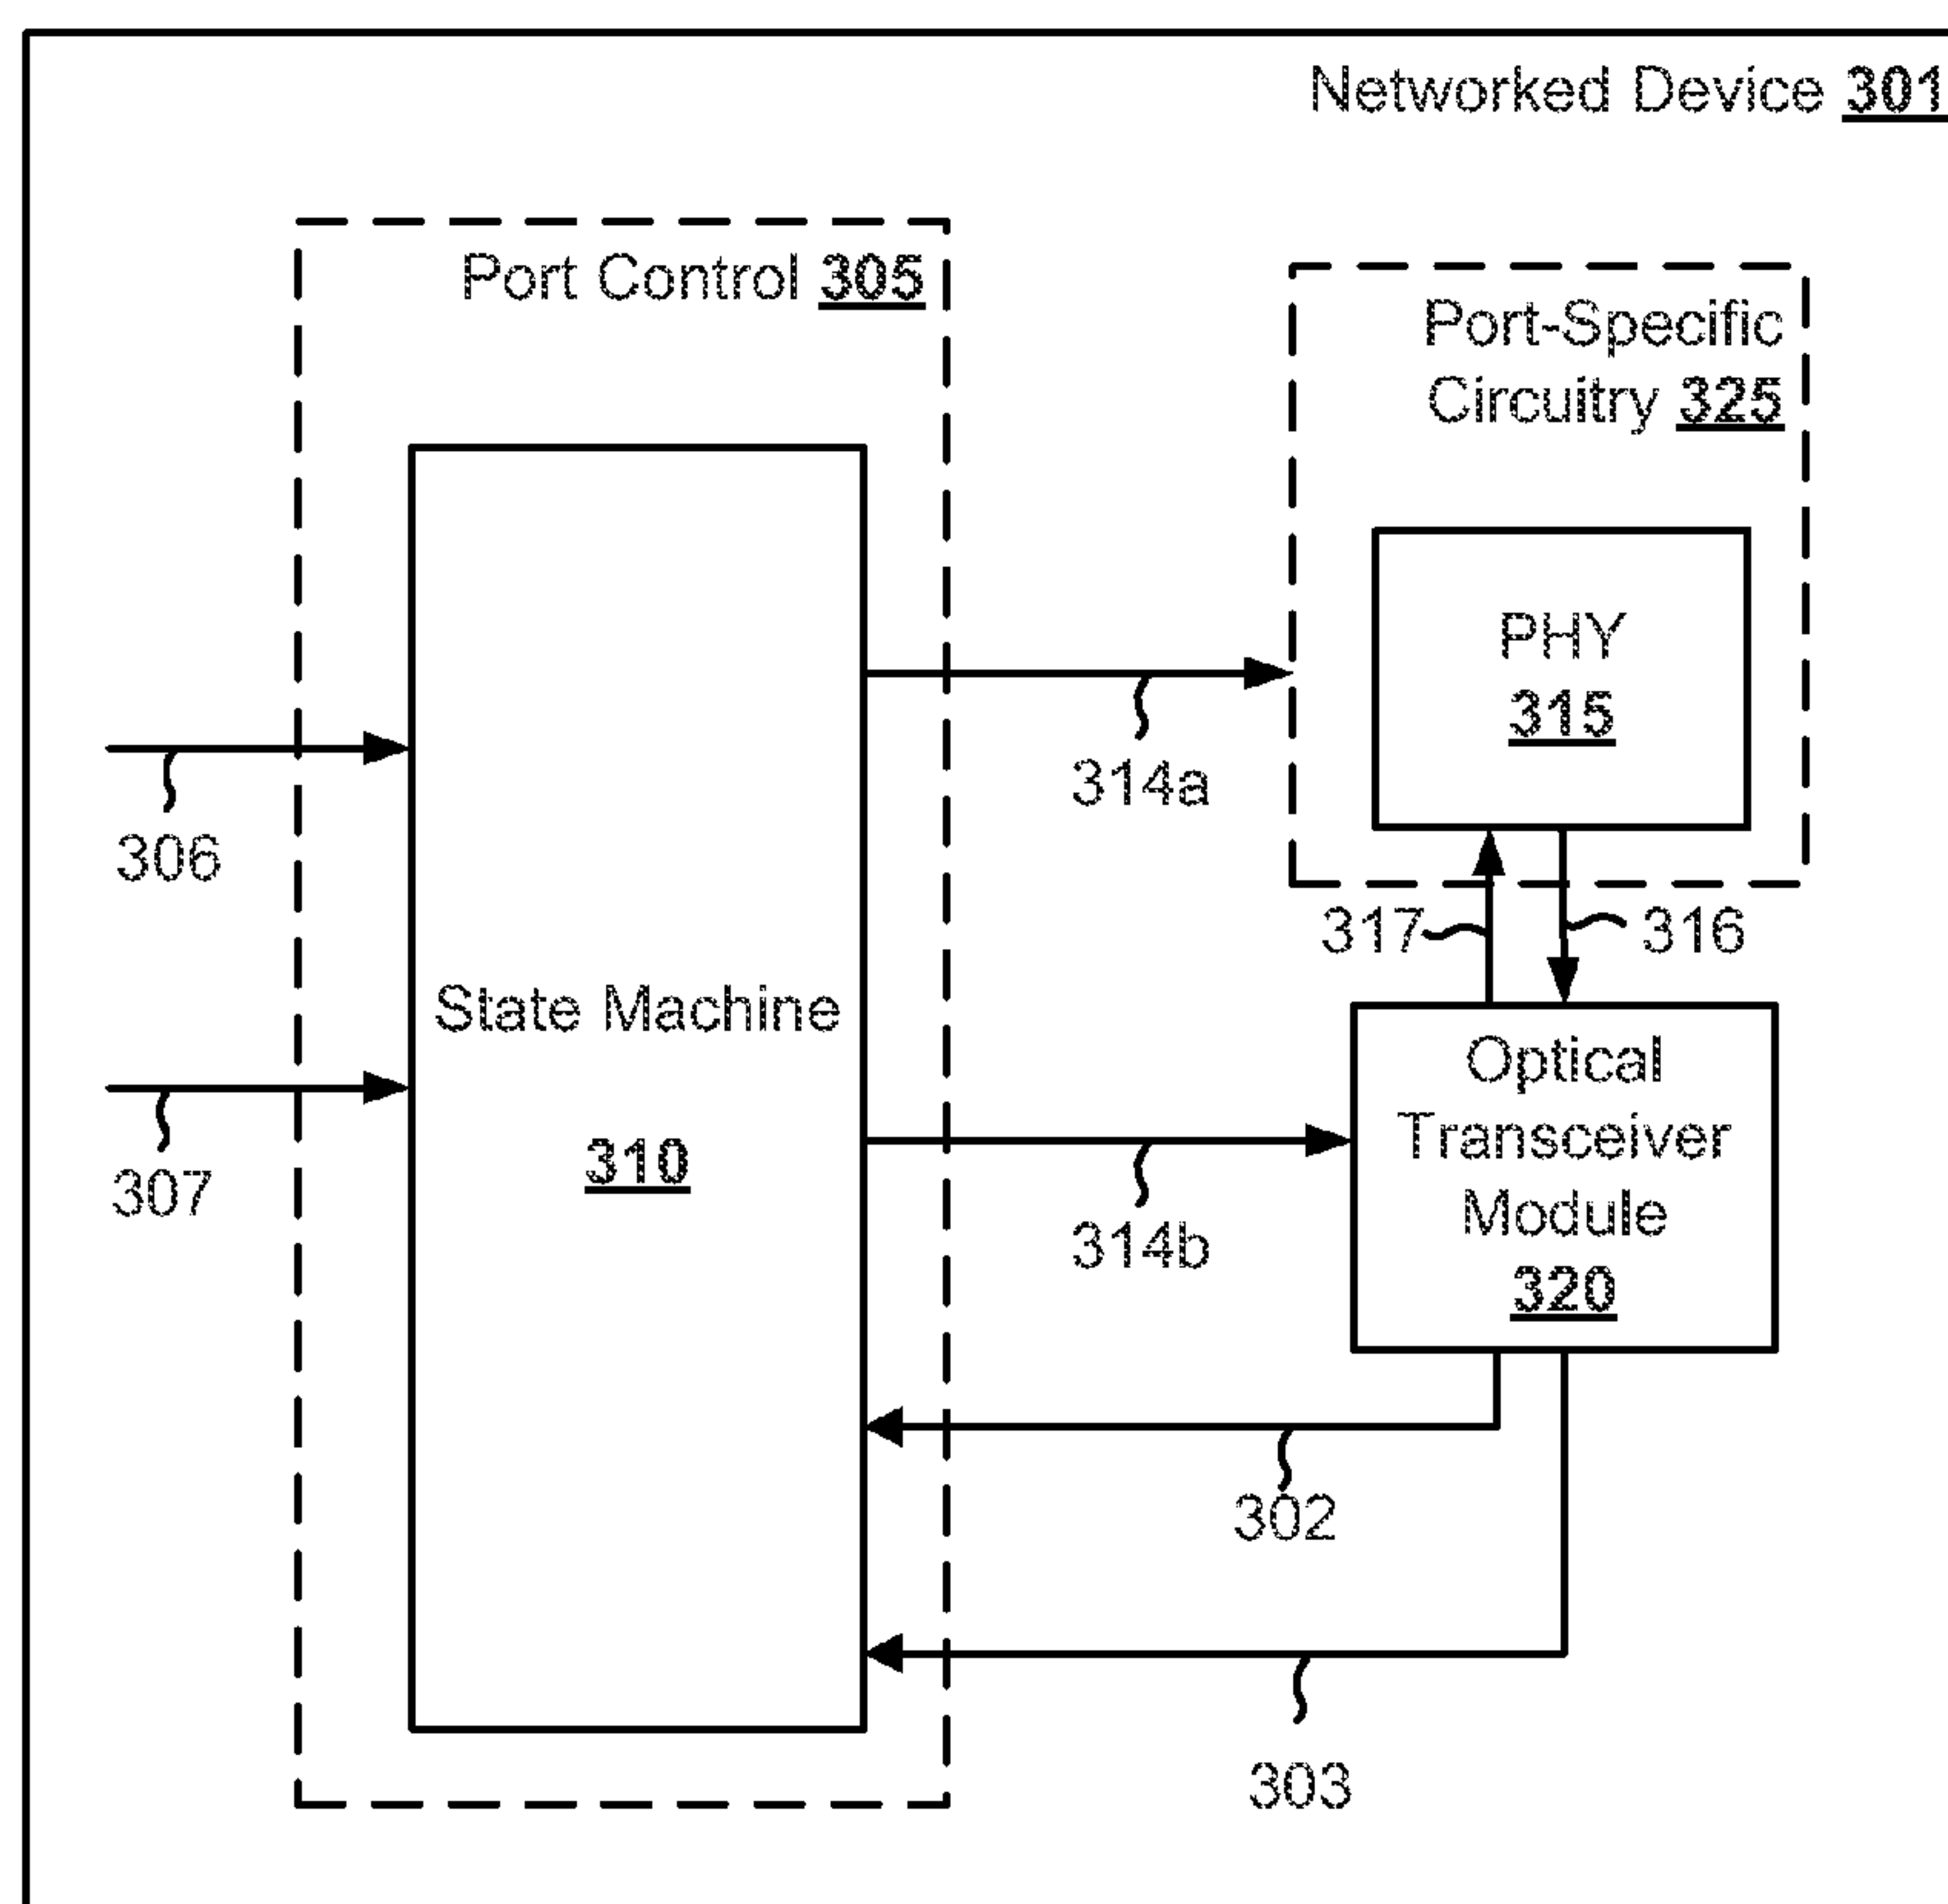 Networked Device 301
Port Control 305
Port-Specific
Circuitry 325
PHY
315
314a
306
317
316
State Machine
310
Optical
Transceiver
Module
320
307
314b
302
303